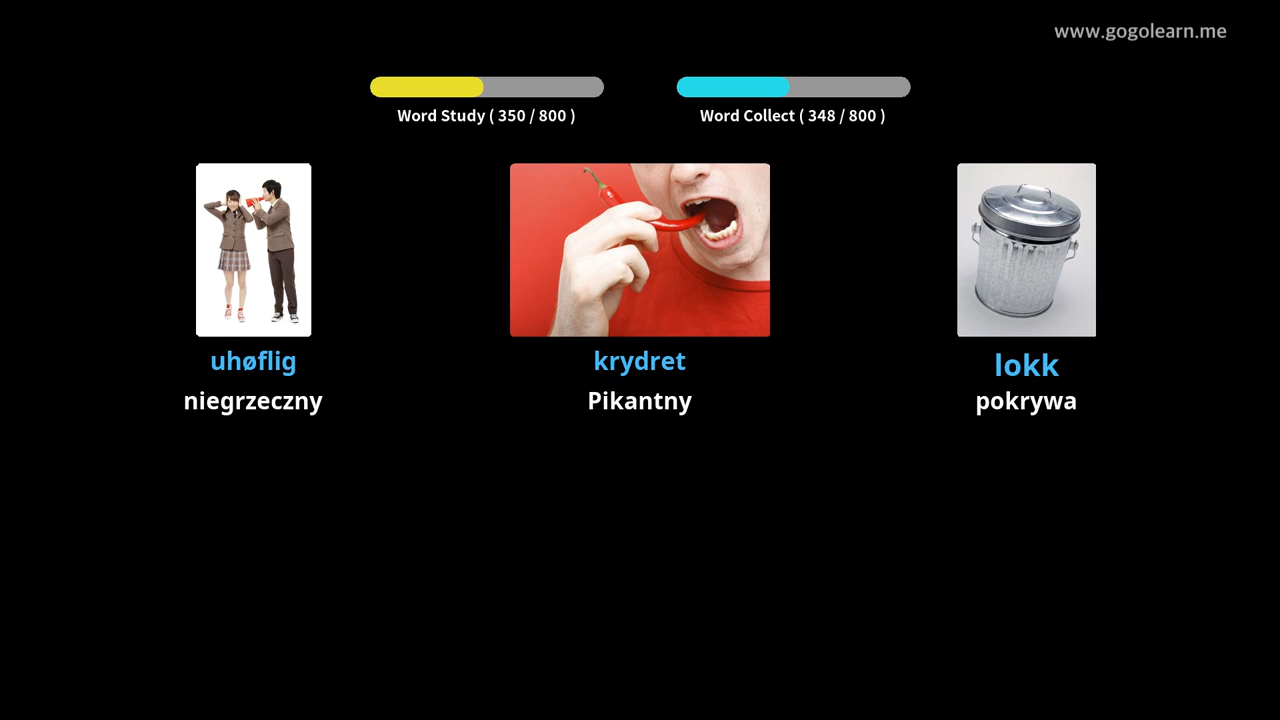 www.gogolearn.me
Word Study ( 350 / 800 )
Word Collect ( 348 / 800 )
uhøflig
krydret
lokk
niegrzeczny
Pikantny
pokrywa